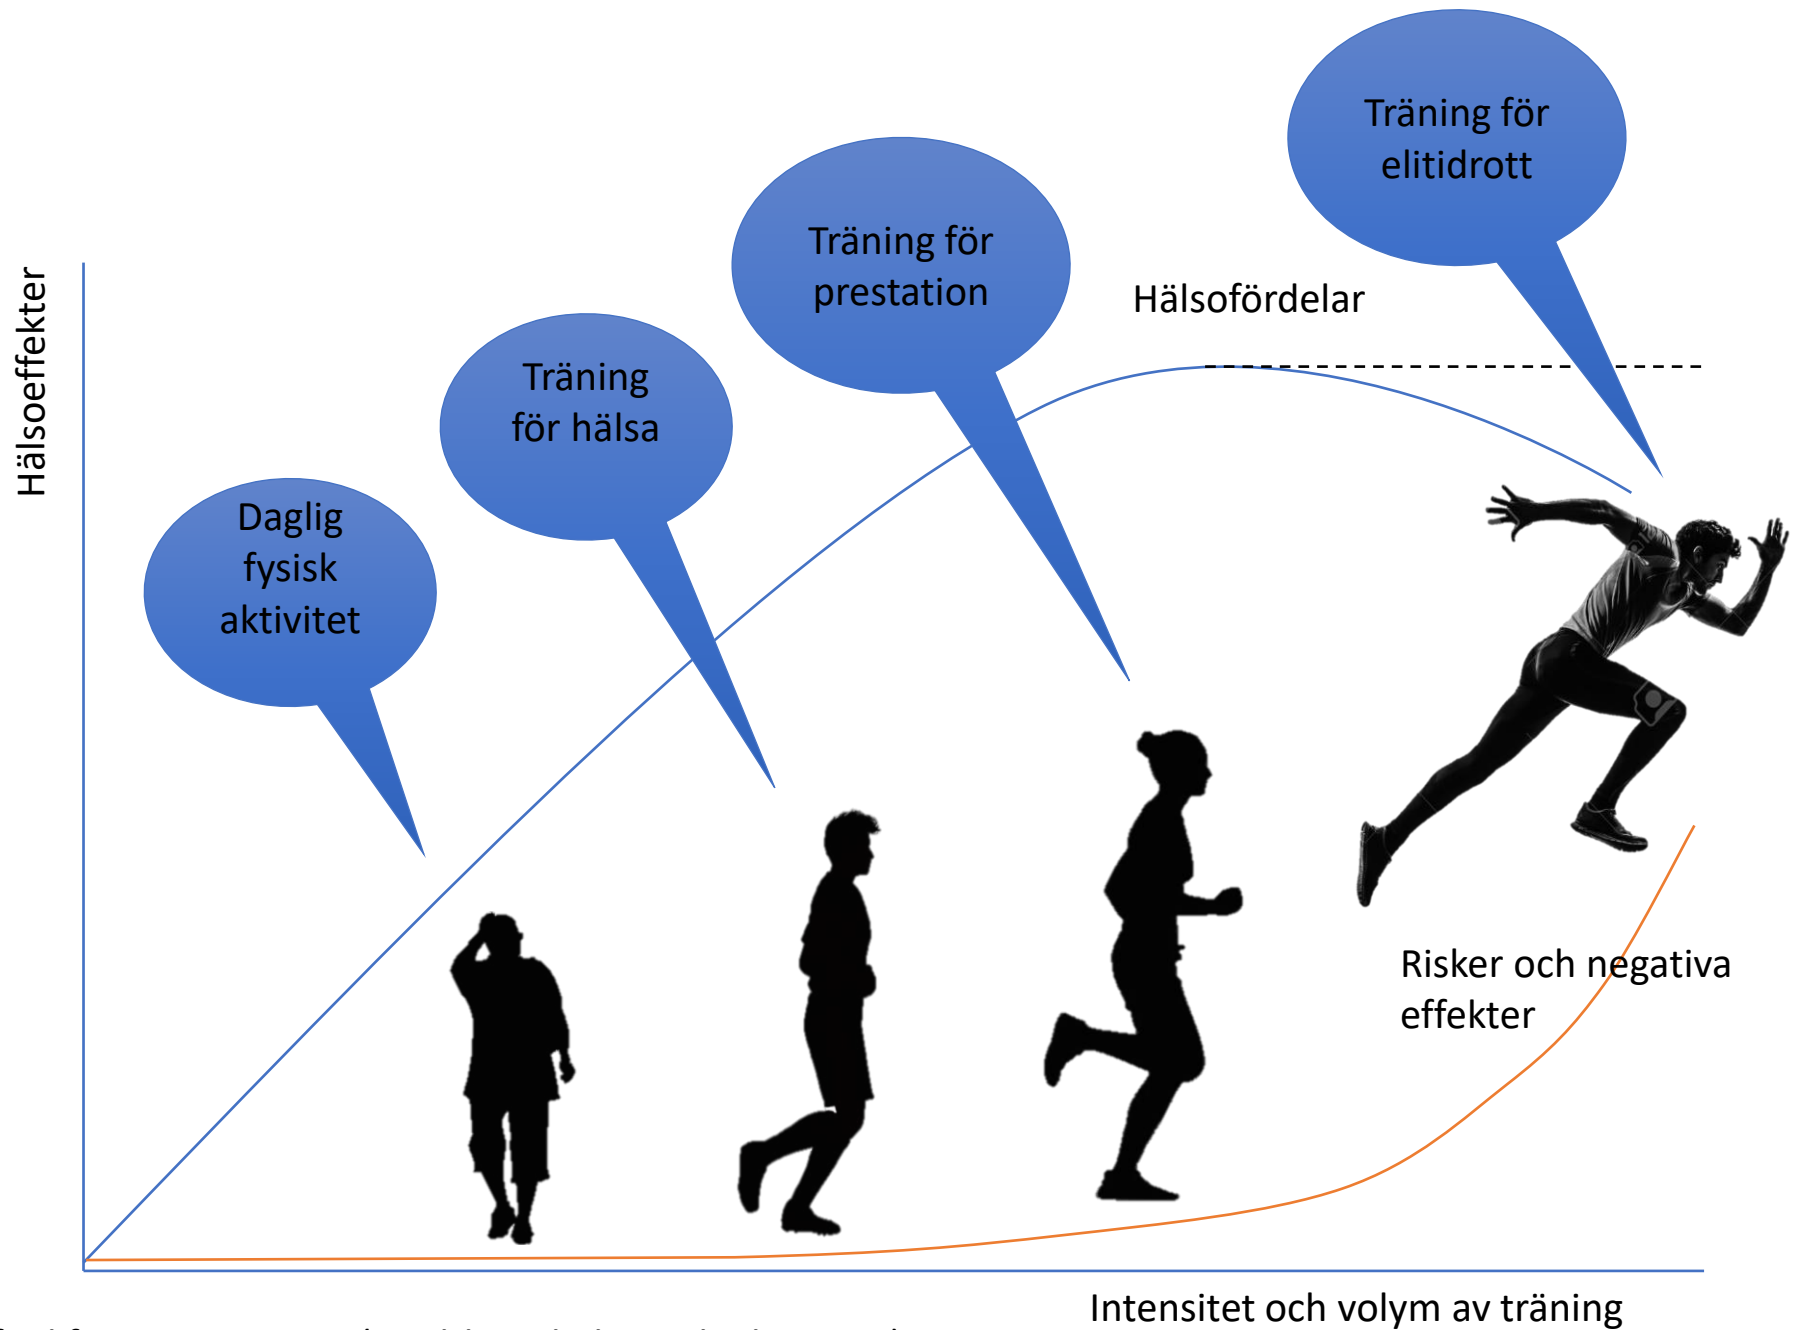 Träning för
elitidrott
Träning för
prestation
Hälsofördelar
Hälsoeffekter
Träning
för hälsa
Daglig
fysisk
aktivitet
Risker och negativa
effekter
Intensitet och volym av träning